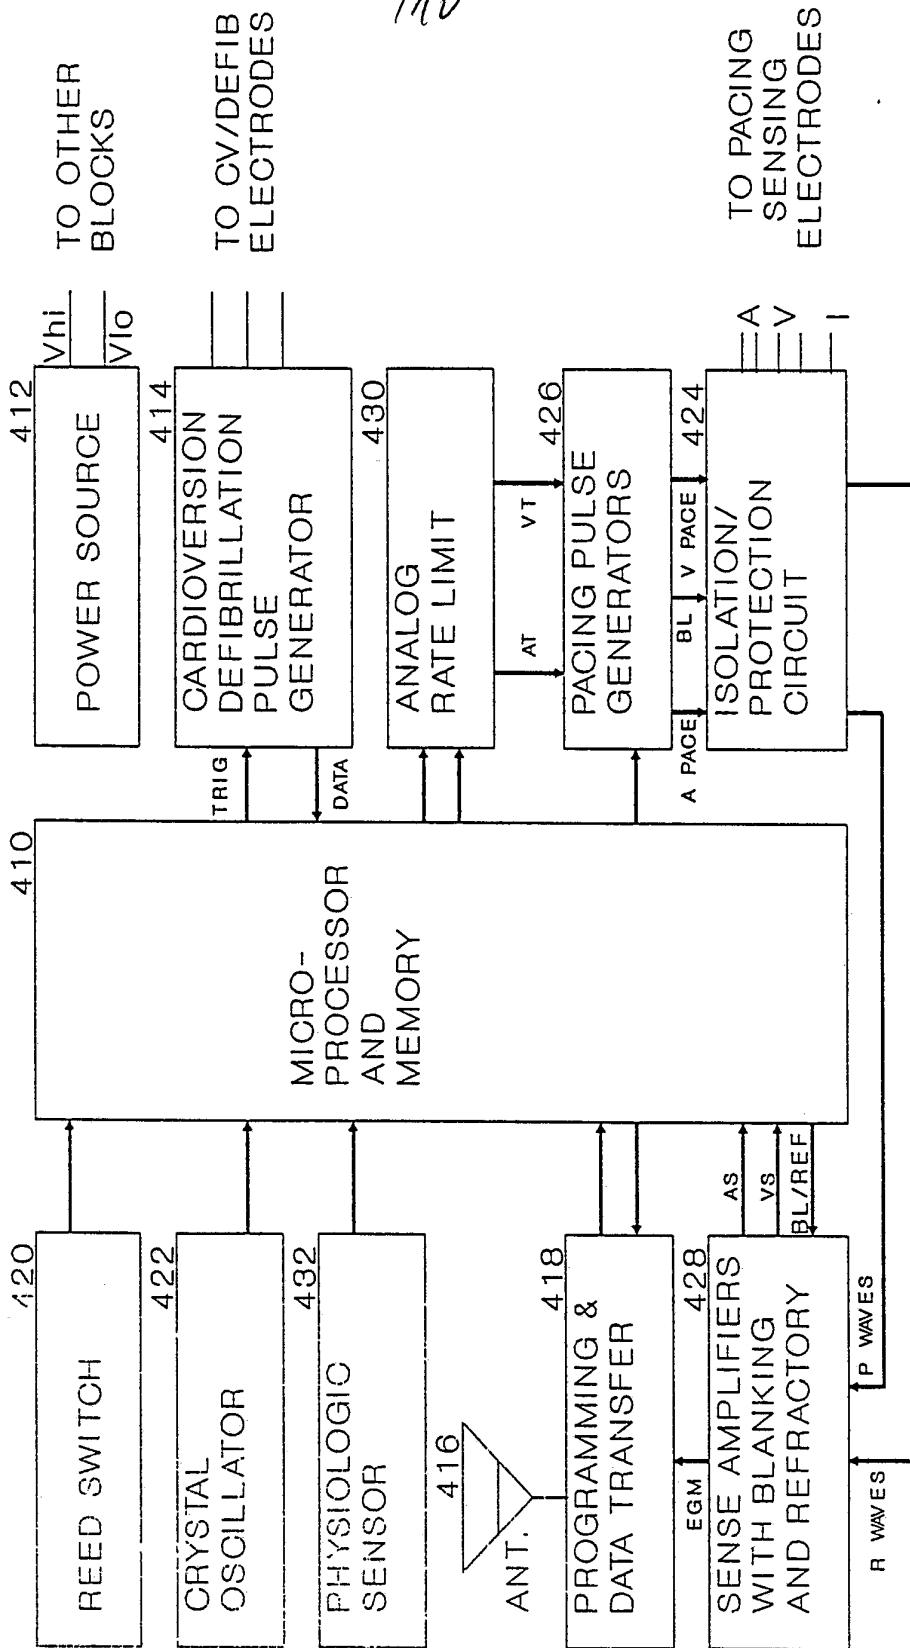 420
REED SWITCH
422
CRYSTAL
OSCILLATOR
432
PHYSIOLOGIC
SENSOR
416
ANT.
418
PROGRAMMING &
DATA TRANSFER
EGM
428
SENSE AMPLIFIERS
WITH BLANKING
AND REFRACTORY
AS
VS
BL/REF
R WAVES
P WAVES
410
MICRO-
PROCESSOR
AND
MEMORY
TRIG
DATA
412
POWER SOURCE
Vhi
Vlo
TO OTHER
BLOCKS
414
CARDIOVERSION
DEFIBRILLATION
PULSE
GENERATOR
TO CV/DEFIB
ELECTRODES
430
ANALOG
RATE LIMIT
AT
VT
426
PACING PULSE
GENERATORS
A PACE
BL
V PACE
424
ISOLATION/
PROTECTION
CIRCUIT
A
V
I
TO PACING
SENSING
ELECTRODES